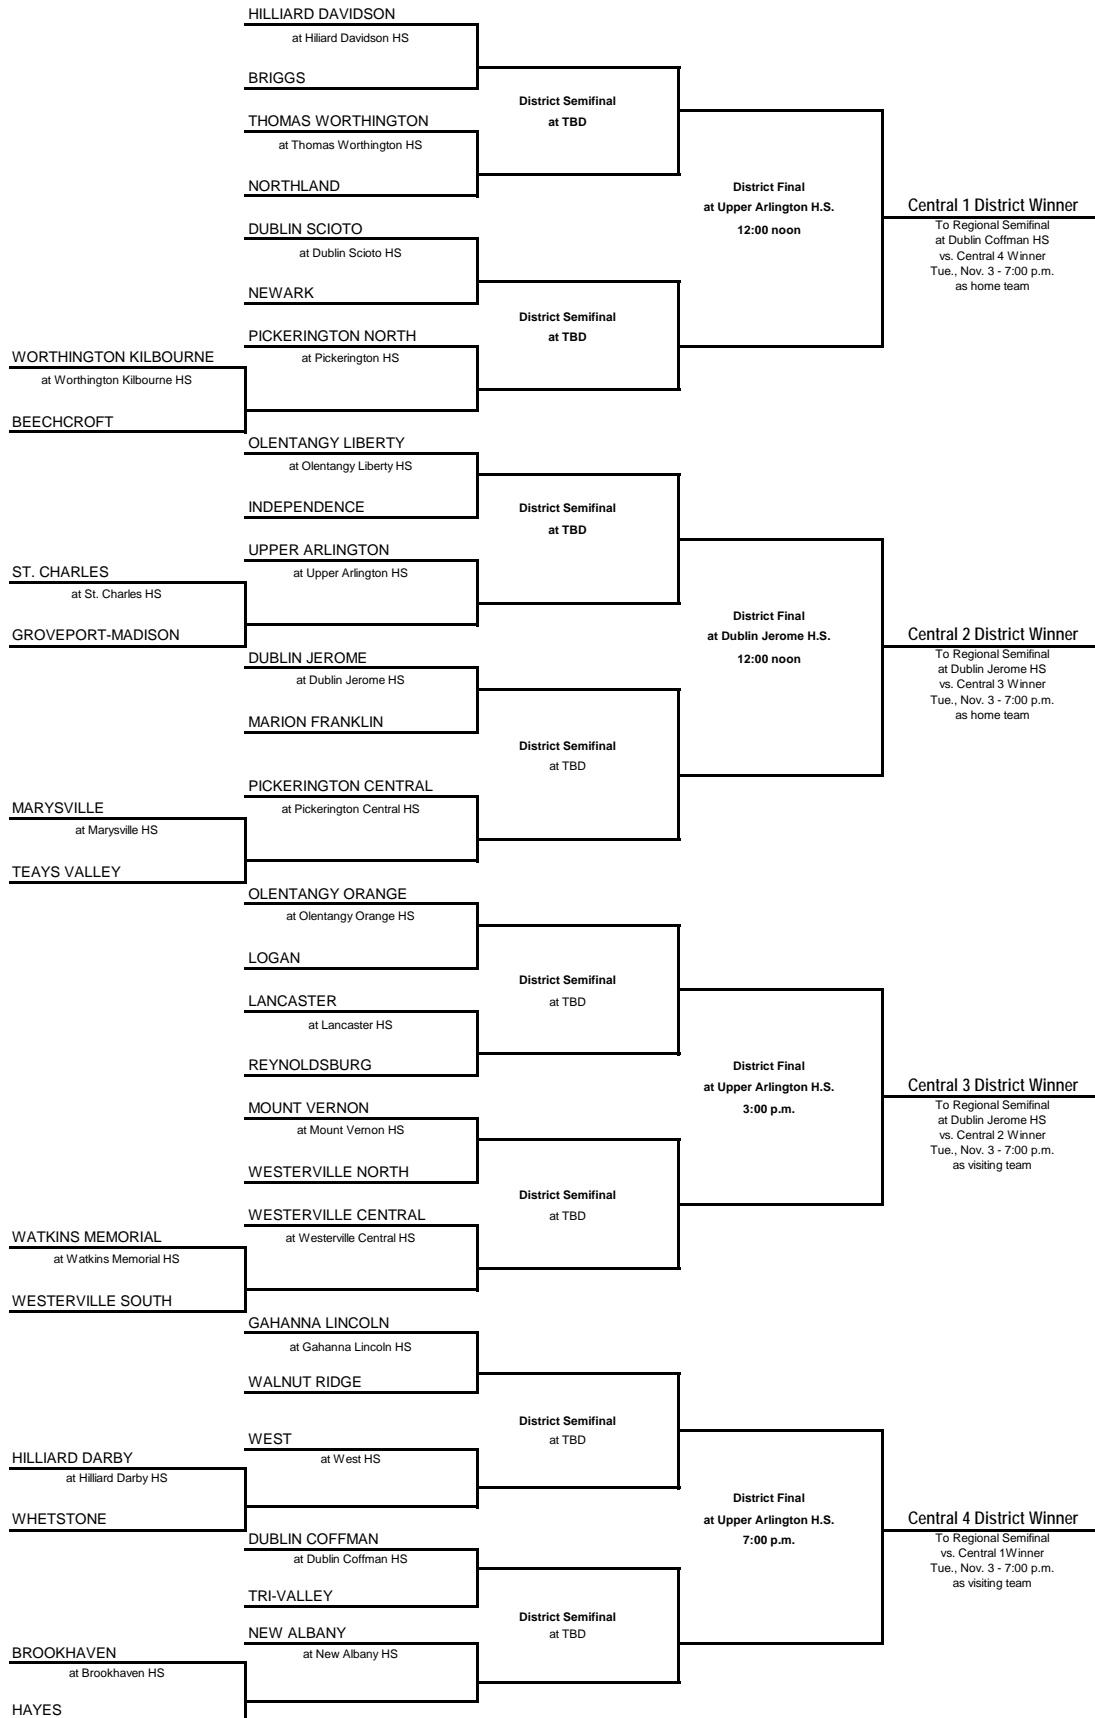 HILLIARD DAVIDSON
at Hiliard Davidson HS
BRIGGS
District Semifinal
at TBD
THOMAS WORTHINGTON
at Thomas Worthington HS
NORTHLAND
District Final
at Upper Arlington H.S.
12:00 noon
Central 1 District Winner
To Regional Semifinal
at Dublin Coffman HS
vs. Central 4 Winner
Tue., Nov. 3 - 7:00 p.m.
as home team
DUBLIN SCIOTO
at Dublin Scioto HS
NEWARK
District Semifinal
at TBD
PICKERINGTON NORTH
at Pickerington HS
WORTHINGTON KILBOURNE
at Worthington Kilbourne HS
BEECHCROFT
OLENTANGY LIBERTY
at Olentangy Liberty HS
INDEPENDENCE
District Semifinal
at TBD
UPPER ARLINGTON
at Upper Arlington HS
ST. CHARLES
at St. Charles HS
GROVEPORT-MADISON
District Final
at Dublin Jerome H.S.
12:00 noon
Central 2 District Winner
To Regional Semifinal
at Dublin Jerome HS
vs. Central 3 Winner
Tue., Nov. 3 - 7:00 p.m.
as home team
DUBLIN JEROME
at Dublin Jerome HS
MARION FRANKLIN
District Semifinal
at TBD
PICKERINGTON CENTRAL
at Pickerington Central HS
MARYSVILLE
at Marysville HS
TEAYS VALLEY
OLENTANGY ORANGE
at Olentangy Orange HS
LOGAN
District Semifinal
at TBD
LANCASTER
at Lancaster HS
REYNOLDSBURG
District Final
at Upper Arlington H.S.
3:00 p.m.
Central 3 District Winner
To Regional Semifinal
at Dublin Jerome HS
vs. Central 2 Winner
Tue., Nov. 3 - 7:00 p.m.
as visiting team
MOUNT VERNON
at Mount Vernon HS
WESTERVILLE NORTH
District Semifinal
at TBD
WESTERVILLE CENTRAL
at Westerville Central HS
WATKINS MEMORIAL
at Watkins Memorial HS
WESTERVILLE SOUTH
GAHANNA LINCOLN
at Gahanna Lincoln HS
WALNUT RIDGE
District Semifinal
at TBD
WEST
at West HS
HILLIARD DARBY
at Hilliard Darby HS
WHETSTONE
District Final
at Upper Arlington H.S.
7:00 p.m.
Central 4 District Winner
To Regional Semifinal
vs. Central 1Winner
Tue., Nov. 3 - 7:00 p.m.
as visiting team
DUBLIN COFFMAN
at Dublin Coffman HS
TRI-VALLEY
District Semifinal
at TBD
NEW ALBANY
at New Albany HS
BROOKHAVEN
at Brookhaven HS
HAYES